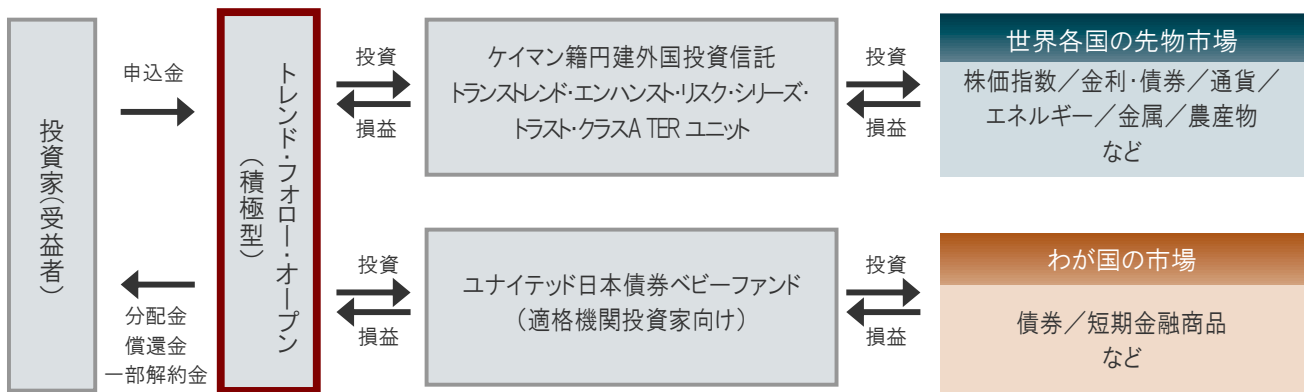 投資家(受益者)
申込金
分配金
償還金
一部解約金
トレンド・フォロー・オープン
(積極型)
投資
損益
ケイマン籍円建外国投資信託
トランストレンド・エンハンスト・リスク・シリーズ・
トラスト・クラスA TER ユニット
投資
損益
世界各国の先物市場
株価指数／金利・債券／通貨／
エネルギー／金属／農産物
など
投資
損益
ユナイテッド日本債券ベビーファンド
(適格機関投資家向け)
投資
損益
わが国の市場
債券／短期金融商品
など